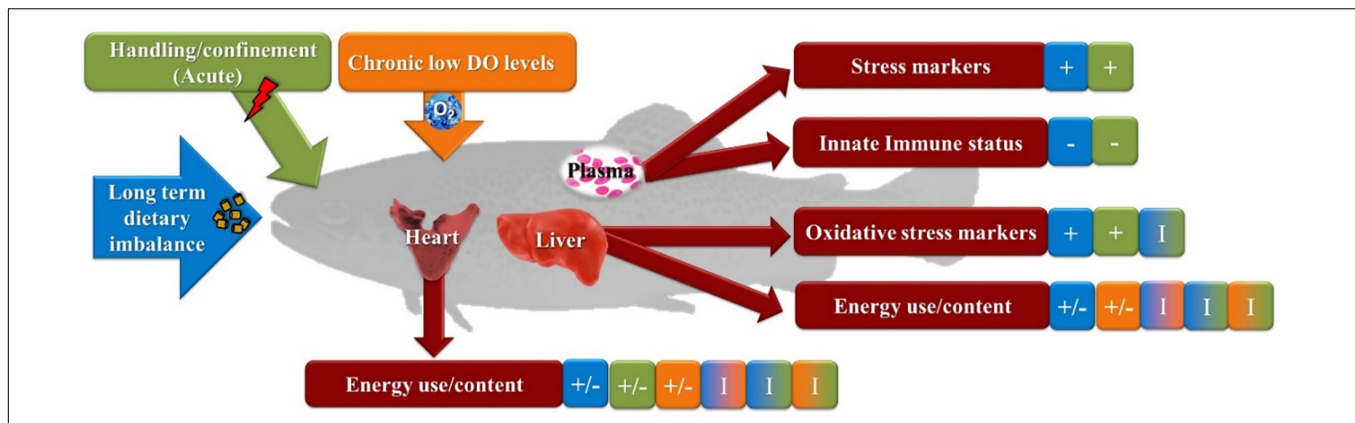 Handling/confinement
(Acute)
Chronic low DO levels
O2
Long term
dietary
imbalance
Plasma
Heart
Liver
Stress markers + +
Innate Immune status - -
Oxidative stress markers + + I
Energy use/content +/- +/- I I I
Energy use/content +/- +/- +/- I I I